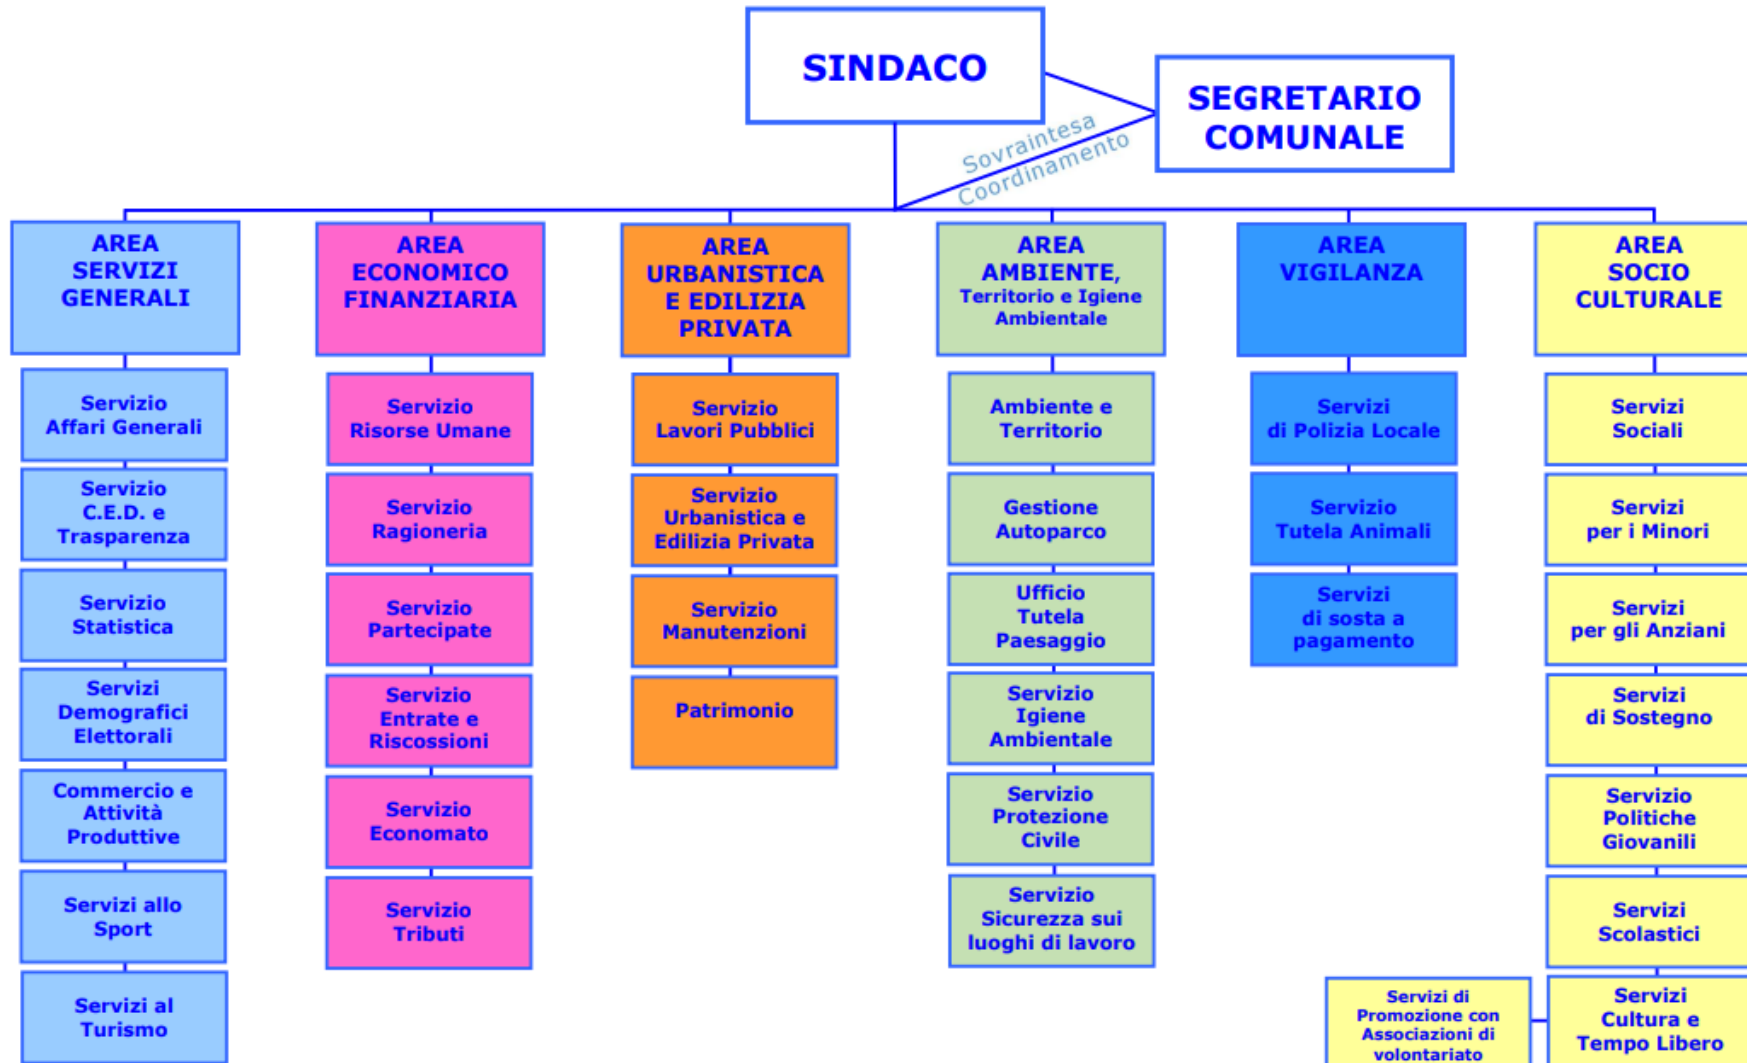 SINDACO
SEGRETARIO
COMUNALE
Sovraintesa
Coordinamento
AREA
SERVIZI
GENERALI
Servizio
Affari Generali
Servizio
C.E.D. e
Trasparenza
Servizio
Statistica
Servizi
Demografici
Elettorali
Commercio e
Attività
Produttive
Servizi allo
Sport
Servizi al
Turismo
AREA
ECONOMICO
FINANZIARIA
Servizio
Risorse Umane
Servizio
Ragioneria
Servizio
Partecipate
Servizio
Entrate e
Riscossioni
Servizio
Economato
Servizio
Tributi
AREA
URBANISTICA
E EDILIZIA
PRIVATA
Servizio
Lavori Pubblici
Servizio
Urbanistica e
Edilizia Privata
Servizio
Manutenzioni
Patrimonio
AREA
AMBIENTE,
Territorio e Igiene
Ambientale
Ambiente e
Territorio
Gestione
Autoparco
Ufficio
Tutela
Paesaggio
Servizio
Igiene
Ambientale
Servizio
Protezione
Civile
Servizio
Sicurezza sui
luoghi di lavoro
AREA
VIGILANZA
Servizi
di Polizia Locale
Servizio
Tutela Animali
Servizi
di sosta a
pagamento
AREA
SOCIO
CULTURALE
Servizi
Sociali
Servizi
per i Minori
Servizi
per gli Anziani
Servizi
di Sostegno
Servizio
Politiche
Giovanili
Servizi
Scolastici
Servizi
Cultura e
Tempo Libero
Servizi di
Promozione con
Associazioni di
volontariato